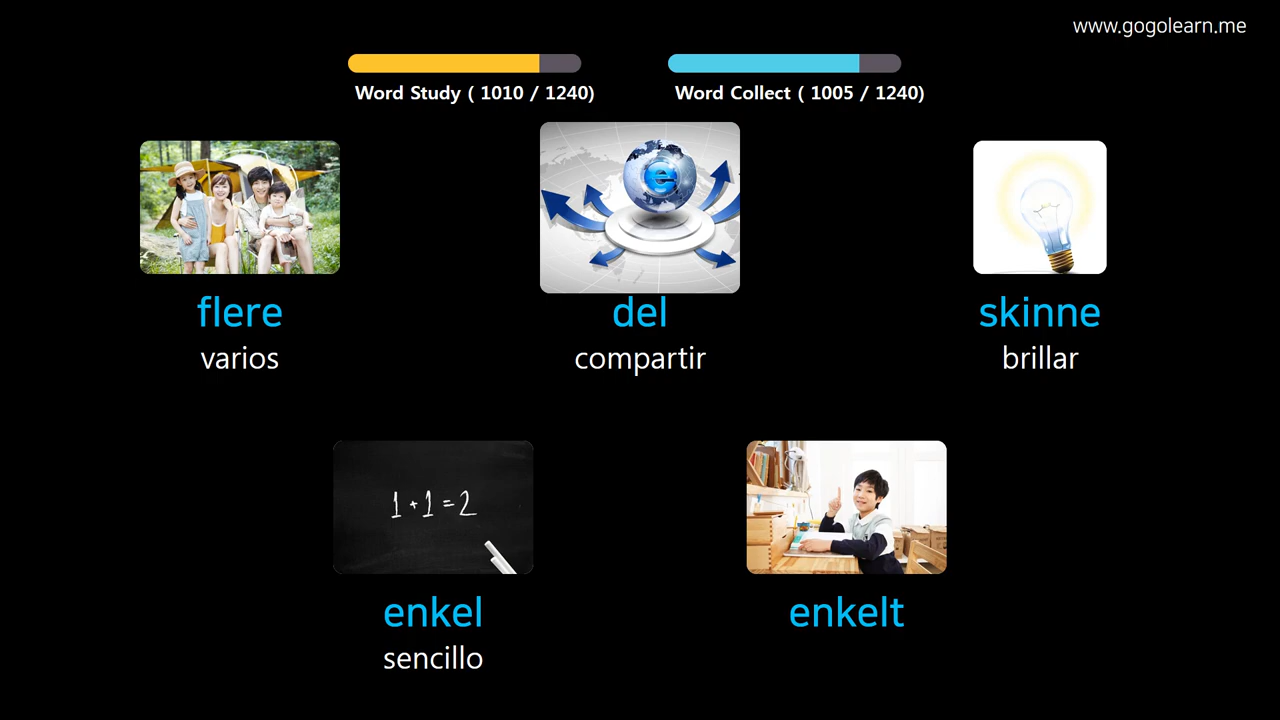 www.gogolearn.me
Word Study ( 1010 / 1240)
Word Collect ( 1005 / 1240)
e
flere
varios
del
compartir
skinne
brillar
1 + 1 = 2
enkel
sencillo
enkelt